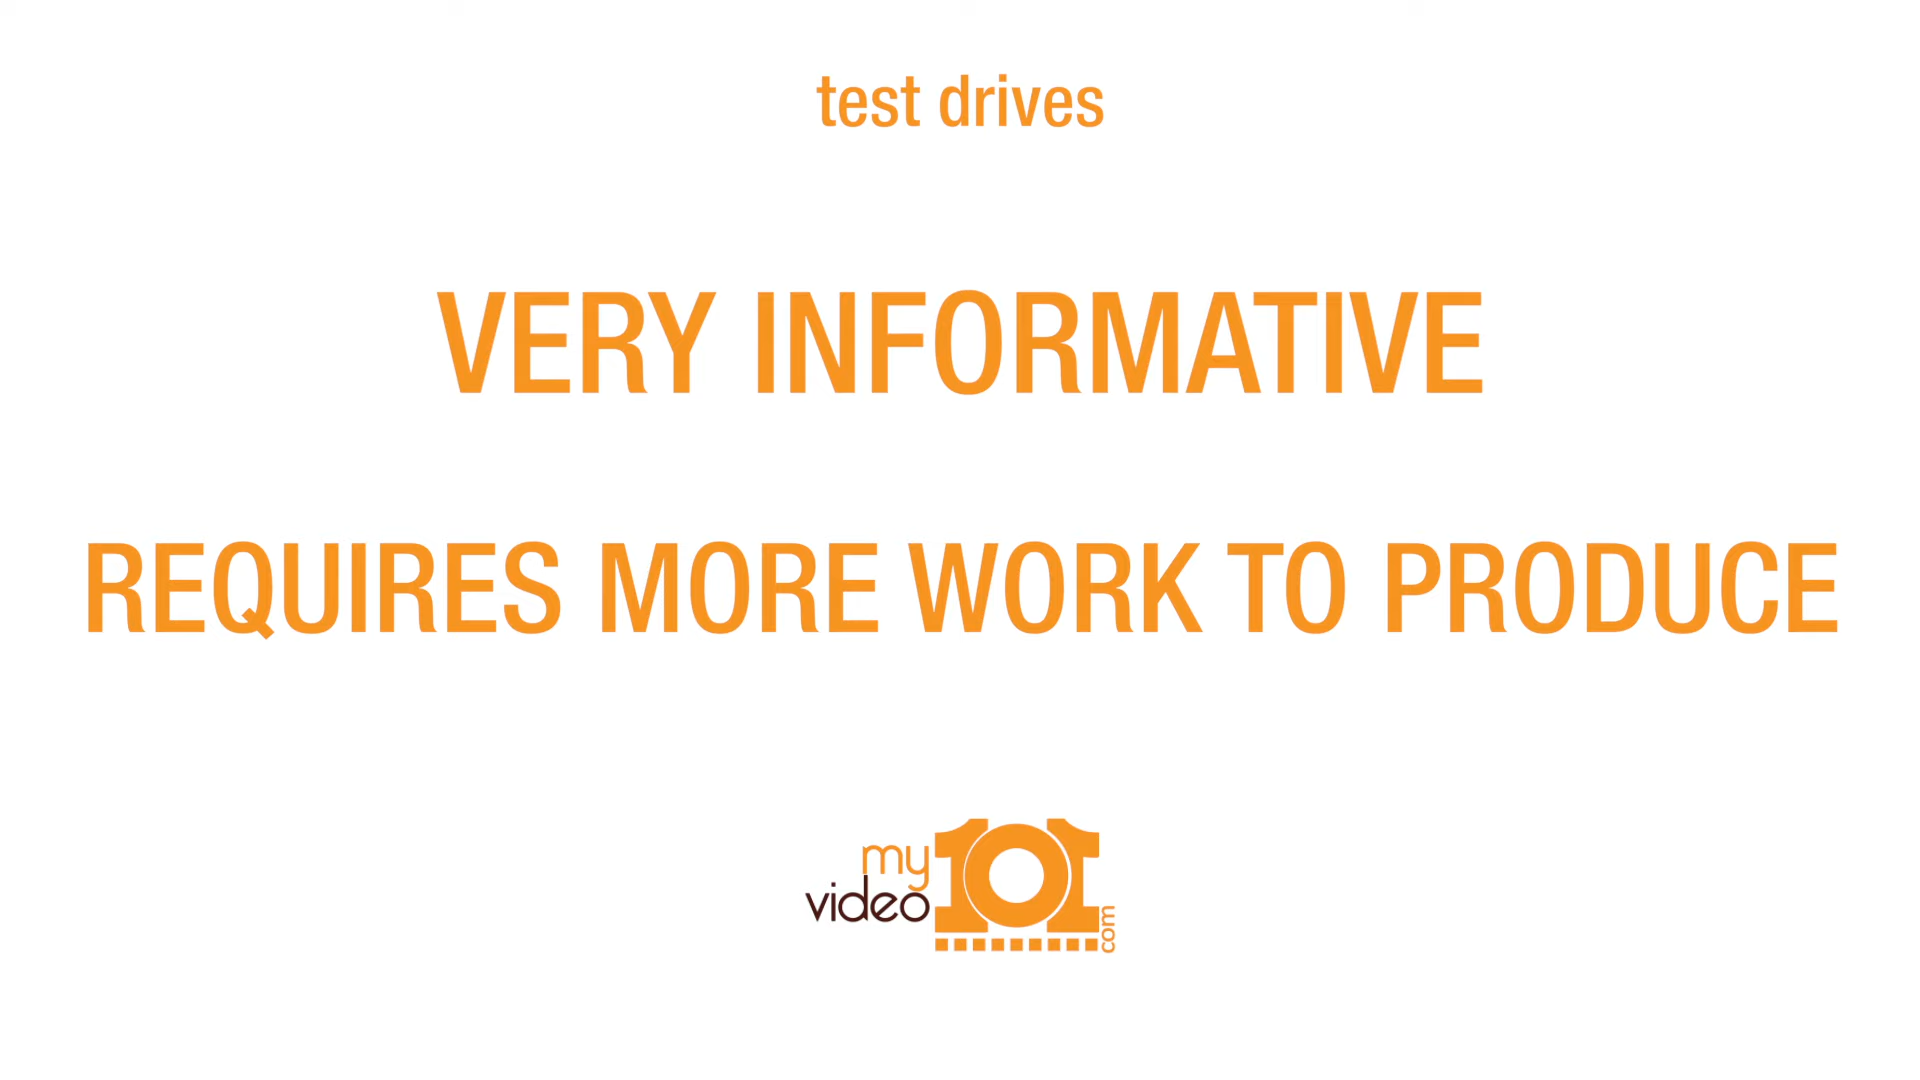 test drives
VERY INFORMATIVE
REQUIRES MORE WORK TO PRODUCE
my
video
101
com